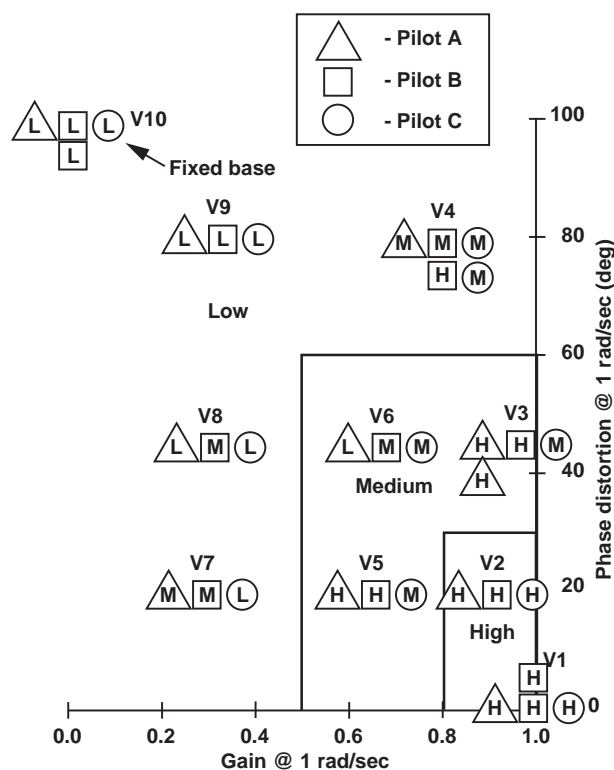 - Pilot A
- Pilot B
- Pilot C
L L L V10
L
Fixed base
100
V9
L L L
V4
M M M
H M
80
Low
60
V8
L M L
V6
L M M
V3
H H M
H
Medium
40
V7
M M L
V5
H H M
V2
H H H
20
High
V1
H
H H H
0
0.0 0.2 0.4 0.6 0.8 1.0
Gain @ 1 rad/sec
Phase distortion @ 1 rad/sec (deg)